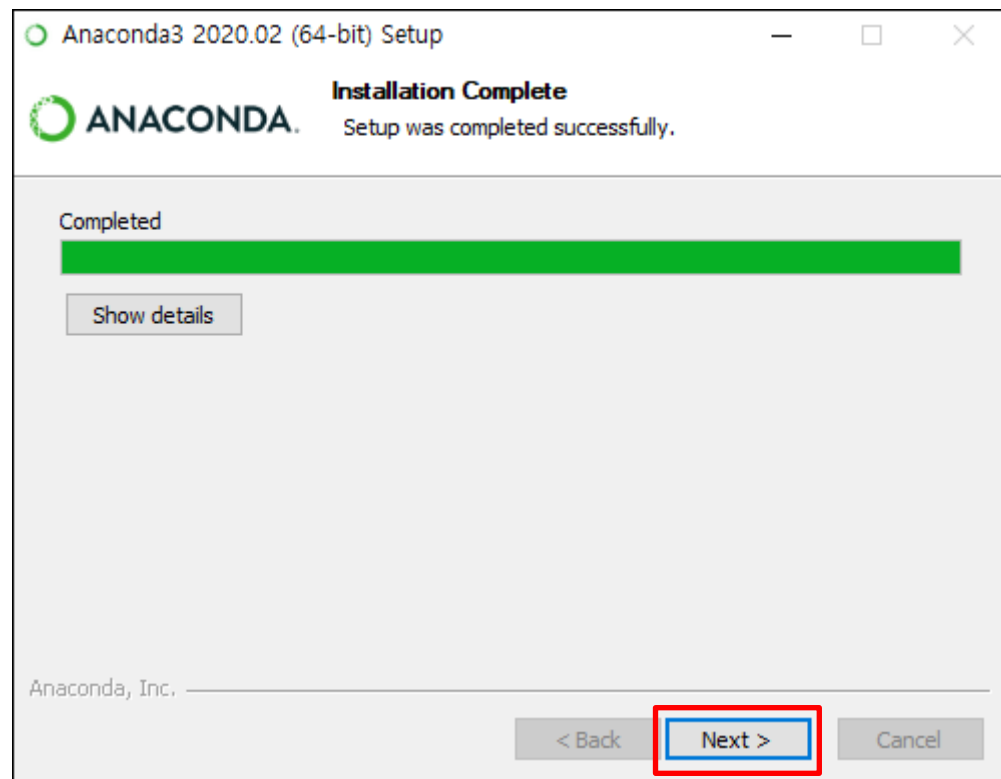 Anaconda3 2020.02 (64-bit) Setup
ANACONDA.
Installation Complete
Setup was completed successfully.
Completed
Show details
Anaconda, Inc.
< Back
Next >
Cancel